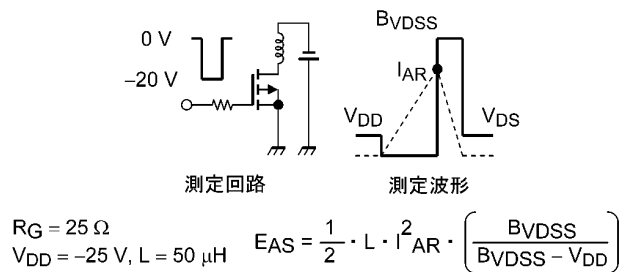 0 V
−20 V
測定回路
BVDSS
IAR
VDD
VDS
測定波形
RG = 25 Ω
VDD = −25 V, L = 50 μH
EAS = 1/2 · L · I²AR · (BVDSS / (BVDSS − VDD))